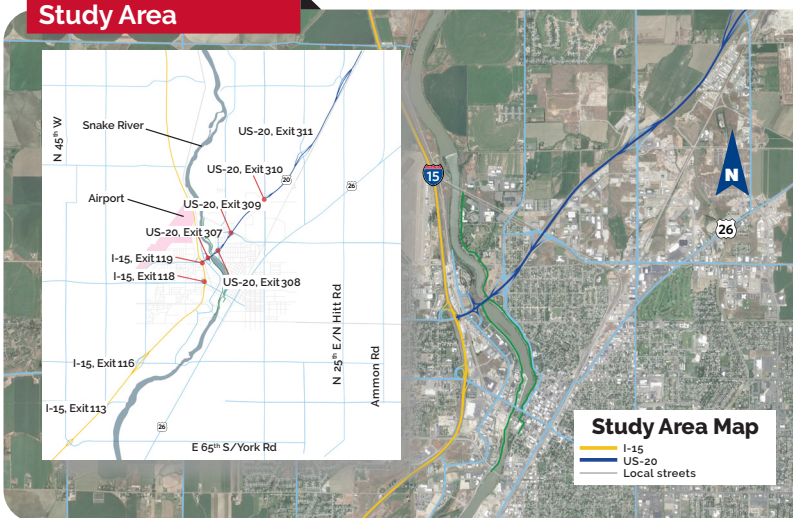 Study Area
N 45th W
Snake River
US-20, Exit 311
US-20, Exit 310
20
26
Airport
US-20, Exit 309
US-20, Exit 307
I-15, Exit 119
I-15, Exit 118
US-20, Exit 308
N 25th E/N Hitt Rd
Ammon Rd
I-15, Exit 116
I-15, Exit 113
26
E 65th S/York Rd
15
N
26
Study Area Map
I-15
US-20
Local streets